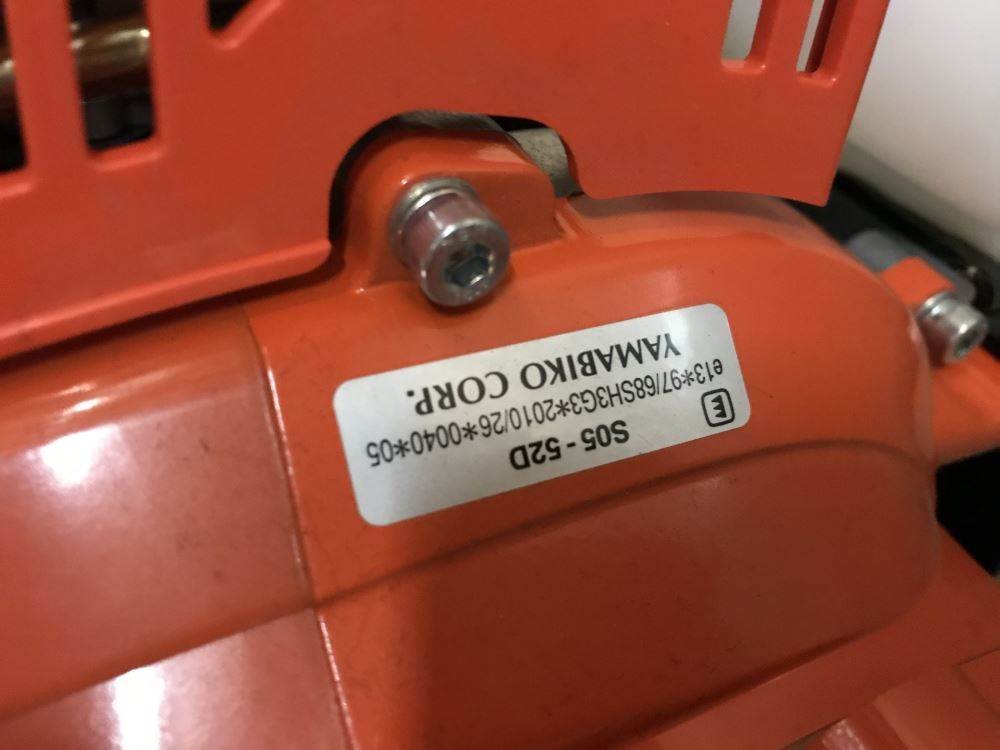 S05 - 52D
e13*97/68SH3G3*2010/26*0040*05
YAMABIKO CORP.